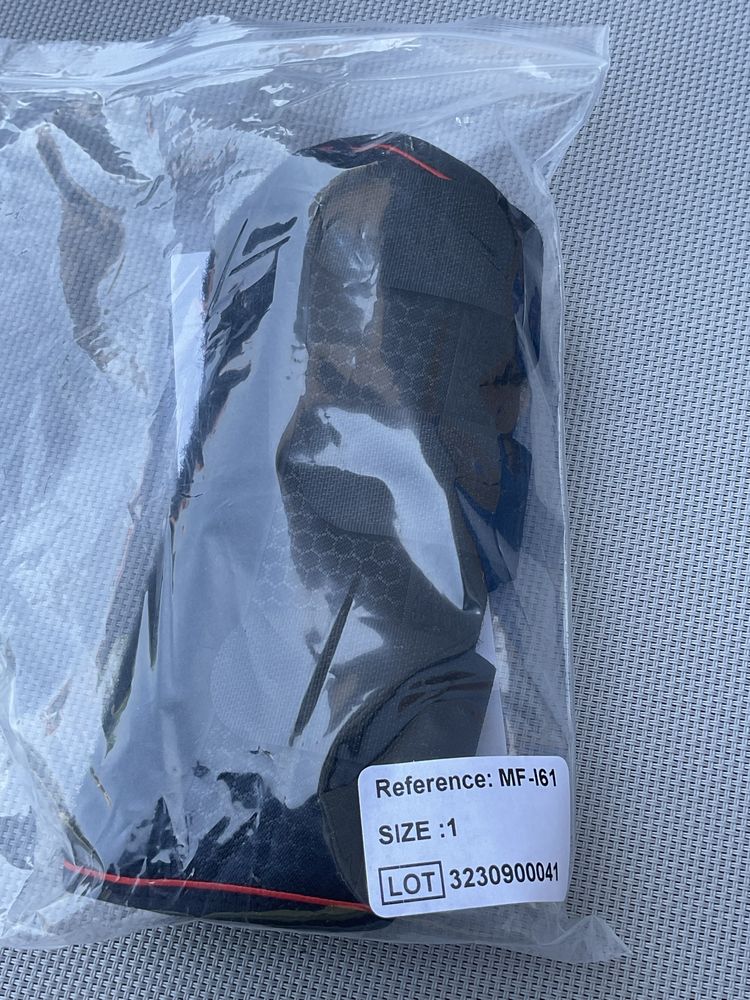 Reference: MF-I61
SIZE :1
LOT 3230900041